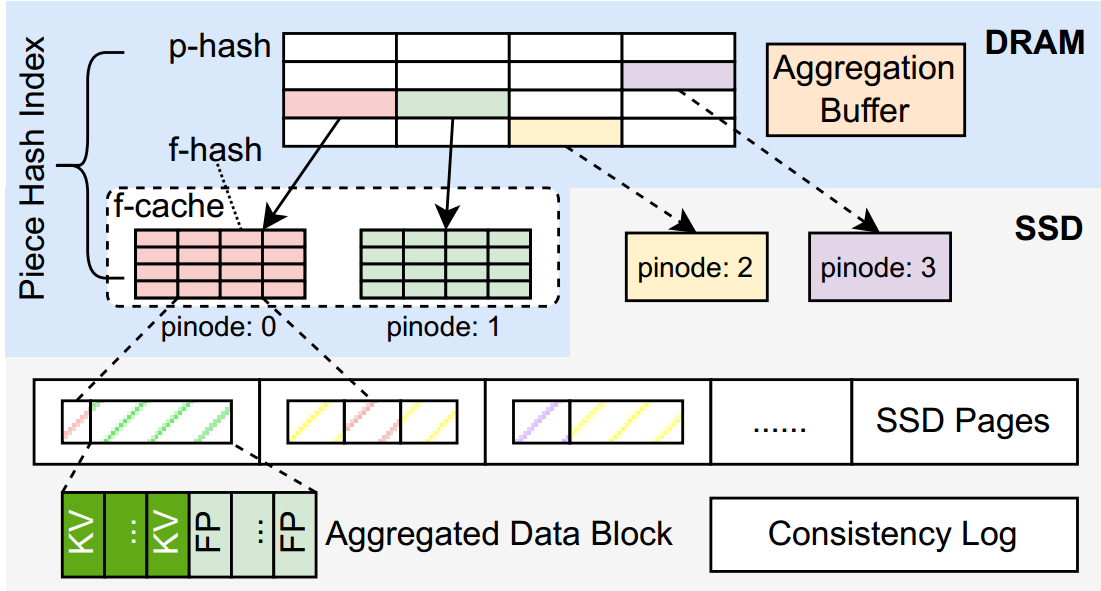 Piece Hash Index
p-hash
DRAM
Aggregation
Buffer
f-hash
f-cache
SSD
pinode: 2
pinode: 3
pinode: 0
pinode: 1
......
SSD Pages
KV
...
KV
FP
...
FP
Aggregated Data Block
Consistency Log